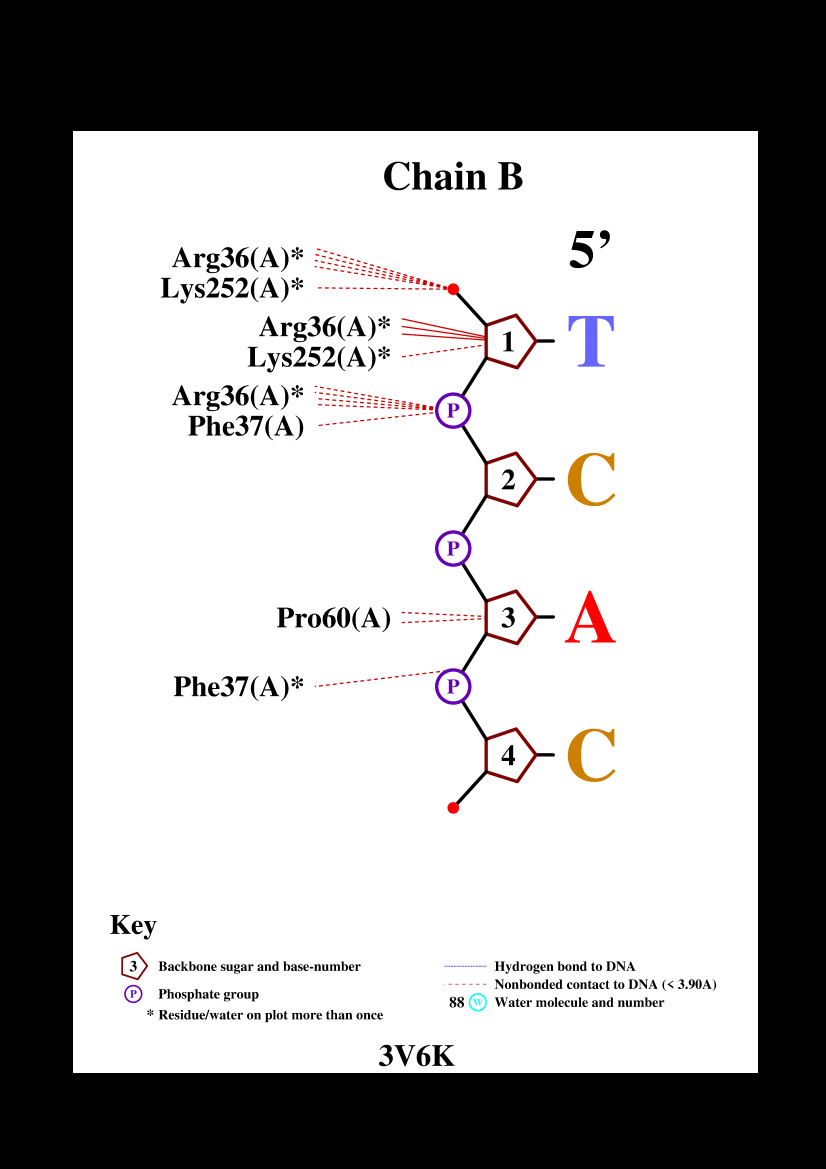 Chain B
5’
Arg36(A)*
Lys252(A)*
Arg36(A)*
1 T
Lys252(A)*
Arg36(A)*
P
Phe37(A)
2 C
P
Pro60(A) 3 A
Phe37(A)* P
4 C
Key
3 Backbone sugar and base-number
P Phosphate group
* Residue/water on plot more than once
Hydrogen bond to DNA
Nonbonded contact to DNA (< 3.90A)
88 W Water molecule and number
3V6K